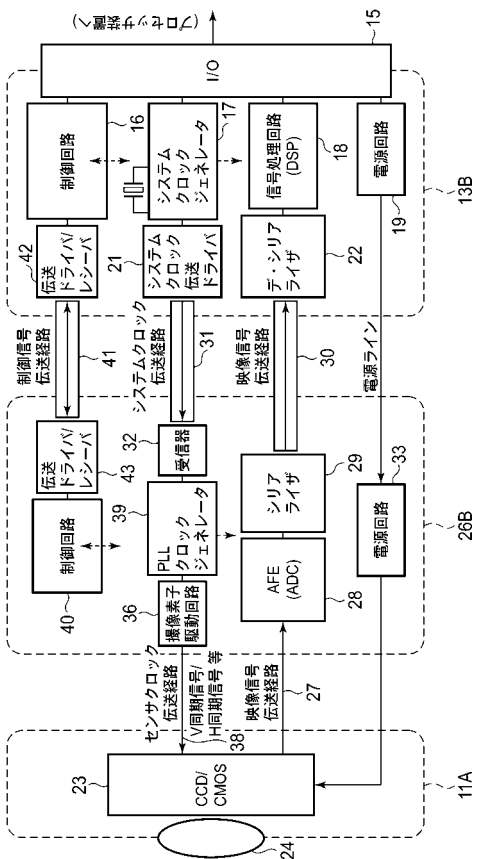 (プロセッサ装置へ)
15
I/O
制御回路
16
システム
クロック
ジェネレータ
17
信号処理回路
(DSP)
18
電源回路
19
13B
42
伝送
ドライバ/
レシーバ
21
システム
クロック
伝送
ドライバ
デ・シリア
ライザ
22
制御信号
伝送経路
41
システムクロック
伝送経路
31
映像信号
伝送経路
30
電源ライン
伝送
ドライバ/
レシーバ
43
制御回路
40
32
受信器
39
PLL
クロック
ジェネレータ
36
撮像素子
駆動回路
シリア
ライザ
29
AFE
(ADC)
28
33
電源回路
26B
センサクロック
伝送経路
V同期信号/
H同期信号 等
38
映像信号
伝送経路
27
23
CCD/
CMOS
24
11A